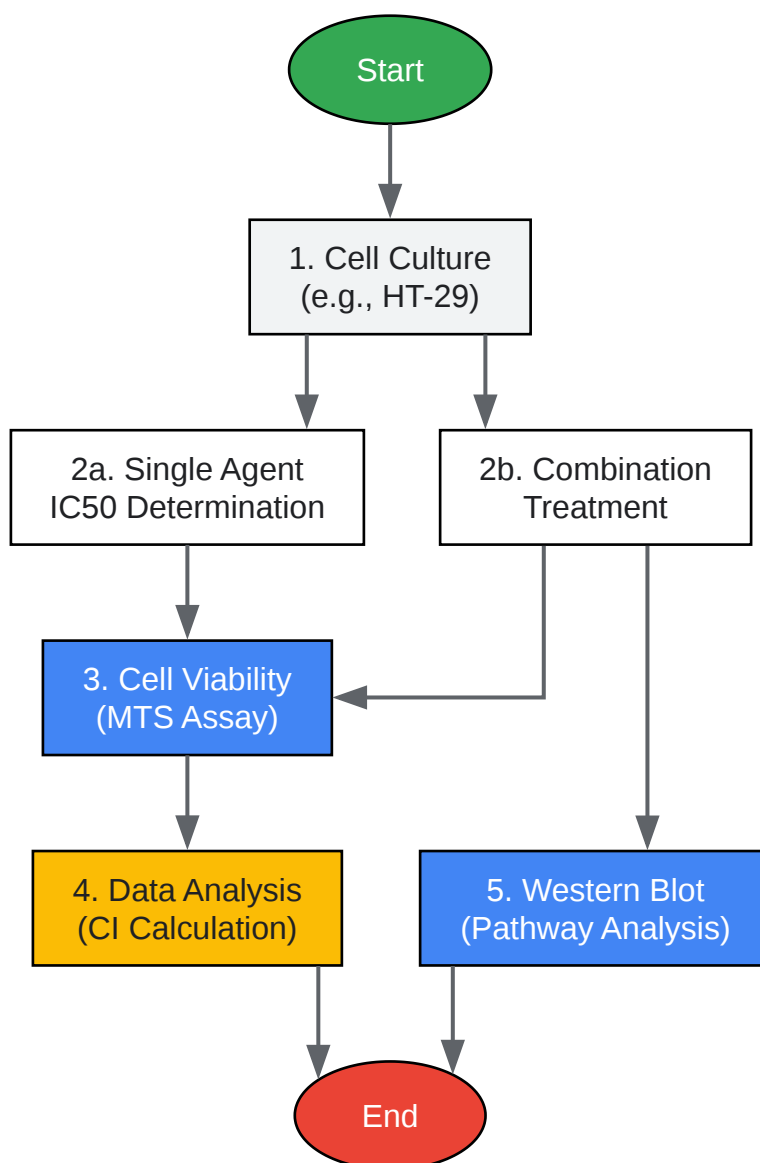 Start
1. Cell Culture
(e.g., HT-29)
2a. Single Agent
IC50 Determination
2b. Combination
Treatment
3. Cell Viability
(MTS Assay)
4. Data Analysis
(CI Calculation)
5. Western Blot
(Pathway Analysis)
End